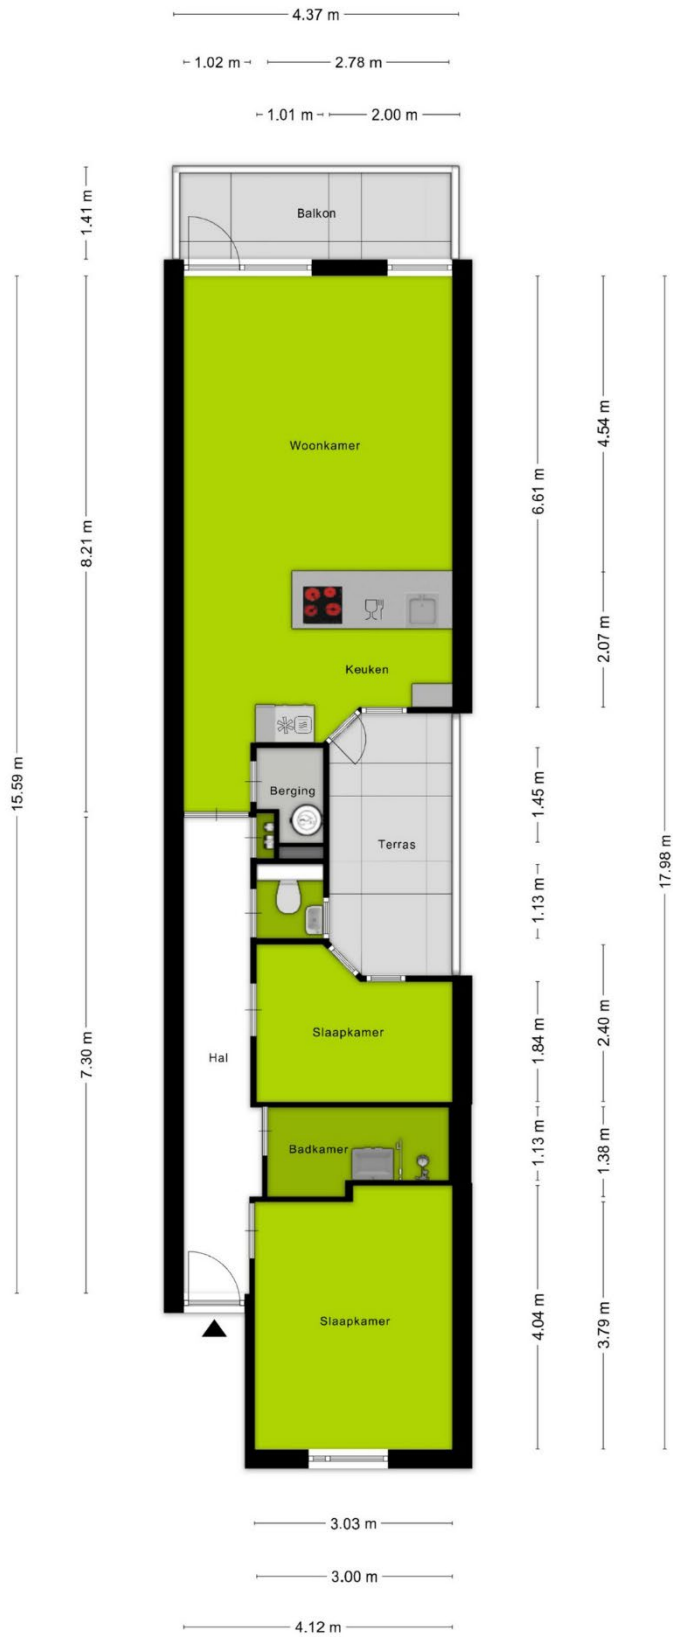 4.37 m
1.02 m
2.78 m
1.01 m
2.00 m
1.41 m
Balkon
Woonkamer
4.54 m
6.61 m
8.21 m
2.07 m
Keuken
15.59 m
Berging
1.45 m
Terras
17.98 m
1.13 m
Slaapkamer
1.84 m
2.40 m
Hal
7.30 m
Badkamer
1.13 m
1.38 m
Slaapkamer
4.04 m
3.79 m
3.03 m
3.00 m
4.12 m